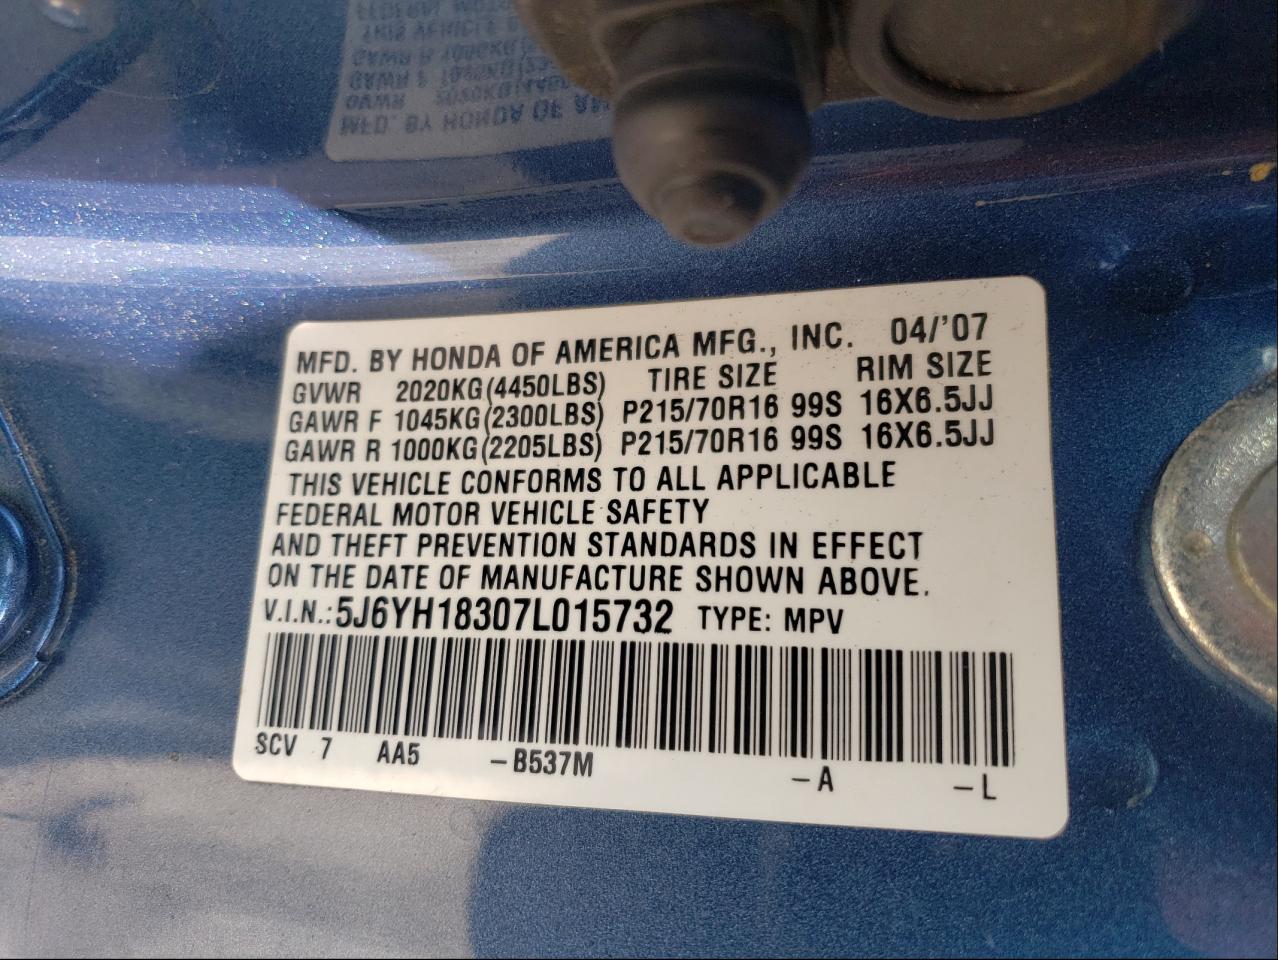 MFD. BY HONDA OF AMERICA MFG., INC. 04/'07
GVWR 2020KG(4450LBS) TIRE SIZE RIM SIZE
GAWR F 1045KG(2300LBS) P215/70R16 99S 16X6.5JJ
GAWR R 1000KG(2205LBS) P215/70R16 99S 16X6.5JJ
THIS VEHICLE CONFORMS TO ALL APPLICABLE
FEDERAL MOTOR VEHICLE SAFETY
AND THEFT PREVENTION STANDARDS IN EFFECT
ON THE DATE OF MANUFACTURE SHOWN ABOVE.
V.I.N.: 5J6YH18307L015732 TYPE: MPV
SCV 7 AA5 -B537M -A -L